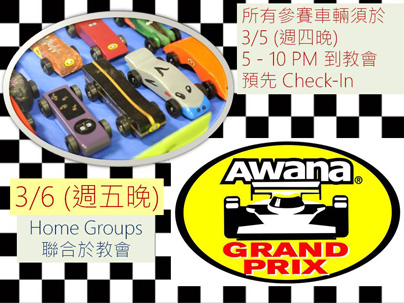 所有參賽車輛須於
3/5 (週四晚)
5 - 10 PM 到教會
預先 Check-In
3/6 (週五晚)
Home Groups
聯合於教會
Awana®
GRAND
PRIX